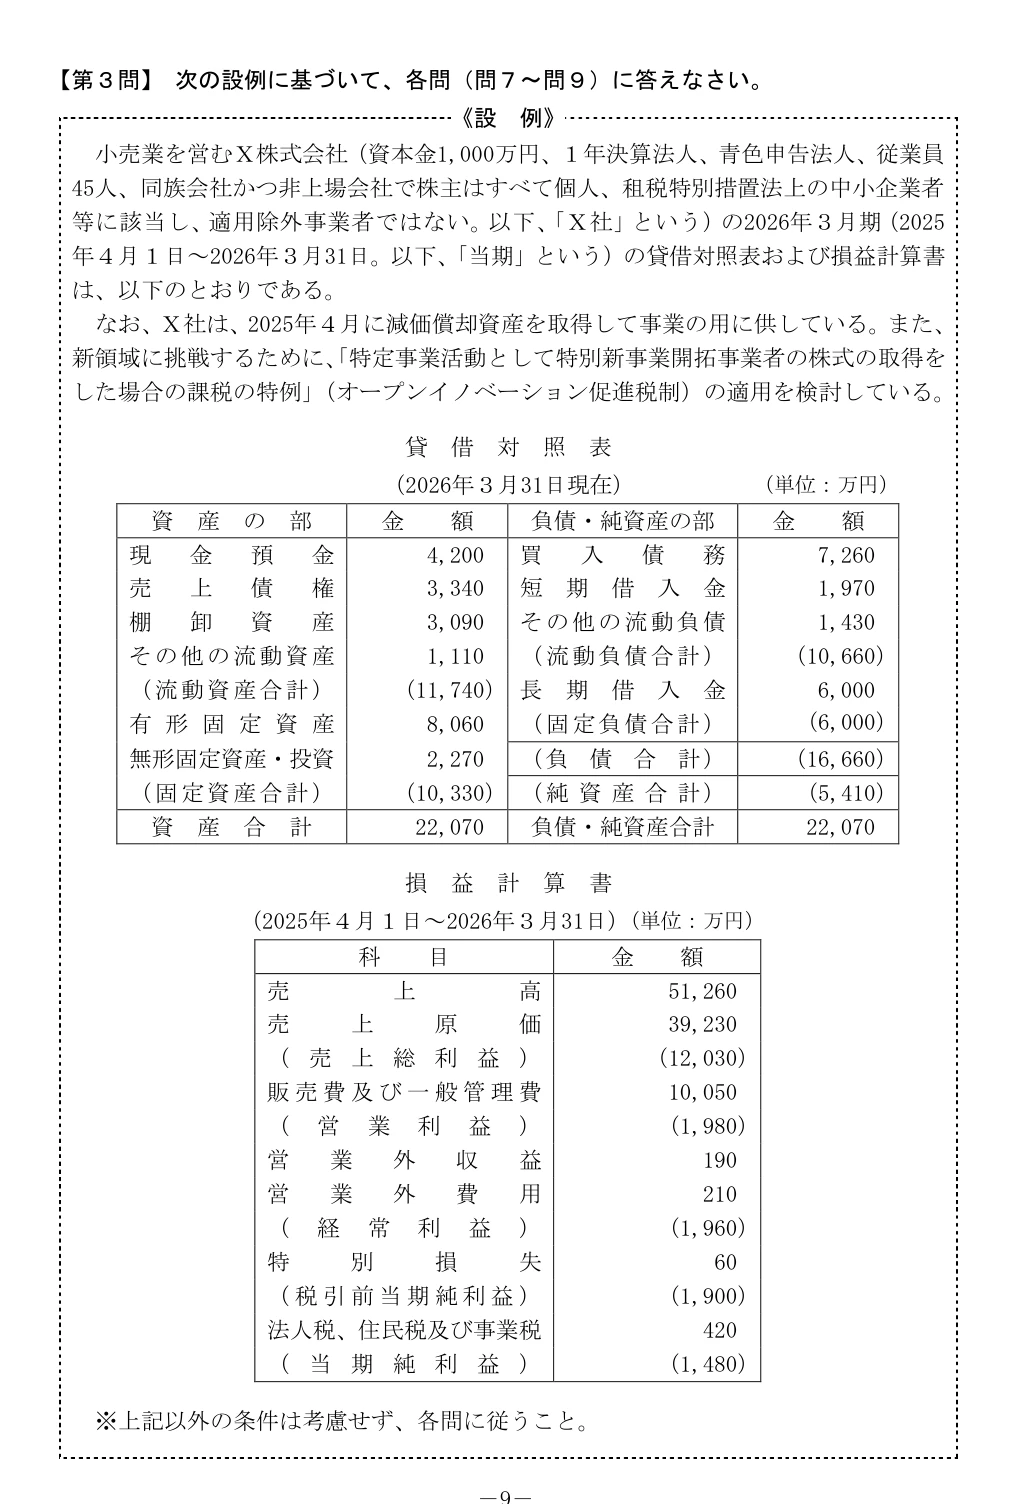 【第３問】　次の設例に基づいて、各問（問７～問９）に答えなさい。
《設　例》
小売業を営むＸ株式会社（資本金1,000万円、１年決算法人、青色申告法人、従業員
45人、同族会社かつ非上場会社で株主はすべて個人、租税特別措置法上の中小企業者
等に該当し、適用除外事業者ではない。以下、「Ｘ社」という）の2026年３月期（2025
年４月１日～2026年３月31日。以下、「当期」という）の貸借対照表および損益計算書
は、以下のとおりである。
なお、Ｘ社は、2025年４月に減価償却資産を取得して事業の用に供している。また、
新領域に挑戦するために、「特定事業活動として特別新事業開拓事業者の株式の取得を
した場合の課税の特例」（オープンイノベーション促進税制）の適用を検討している。
貸　借　対　照　表
（2026年３月31日現在）　（単位：万円）
資　産　の　部　金　　額　負債・純資産の部　金　　額
現　金　預　金　4,200　買　入　債　務　7,260
売　上　債　権　3,340　短　期　借　入　金　1,970
棚　卸　資　産　3,090　その他の流動負債　1,430
その他の流動資産　1,110　（流動負債合計）　(10,660)
（流動資産合計）　(11,740)　長　期　借　入　金　6,000
有　形　固　定　資　産　8,060　（固定負債合計）　(6,000)
無形固定資産・投資　2,270　（負　債　合　計）　(16,660)
（固定資産合計）　(10,330)　（純　資　産　合　計）　(5,410)
資　産　合　計　22,070　負債・純資産合計　22,070
損　益　計　算　書
（2025年４月１日～2026年３月31日）（単位：万円）
科　　目　金　　額
売　上　高　51,260
売　上　原　価　39,230
（売　上　総　利　益）　(12,030)
販売費及び一般管理費　10,050
（営　業　利　益）　(1,980)
営　業　外　収　益　190
営　業　外　費　用　210
（経　常　利　益）　(1,960)
特　別　損　失　60
（税引前当期純利益）　(1,900)
法人税、住民税及び事業税　420
（当　期　純　利　益）　(1,480)
※上記以外の条件は考慮せず、各問に従うこと。
―9―